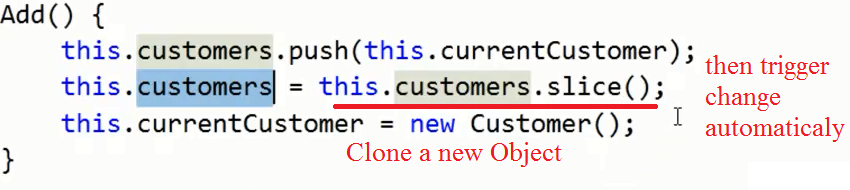 Add() {
this.customers.push(this.currentCustomer);
this.customers = this.customers.slice();
this.currentCustomer = new Customer();
}
then trigger
change
automaticaly
Clone a new Object